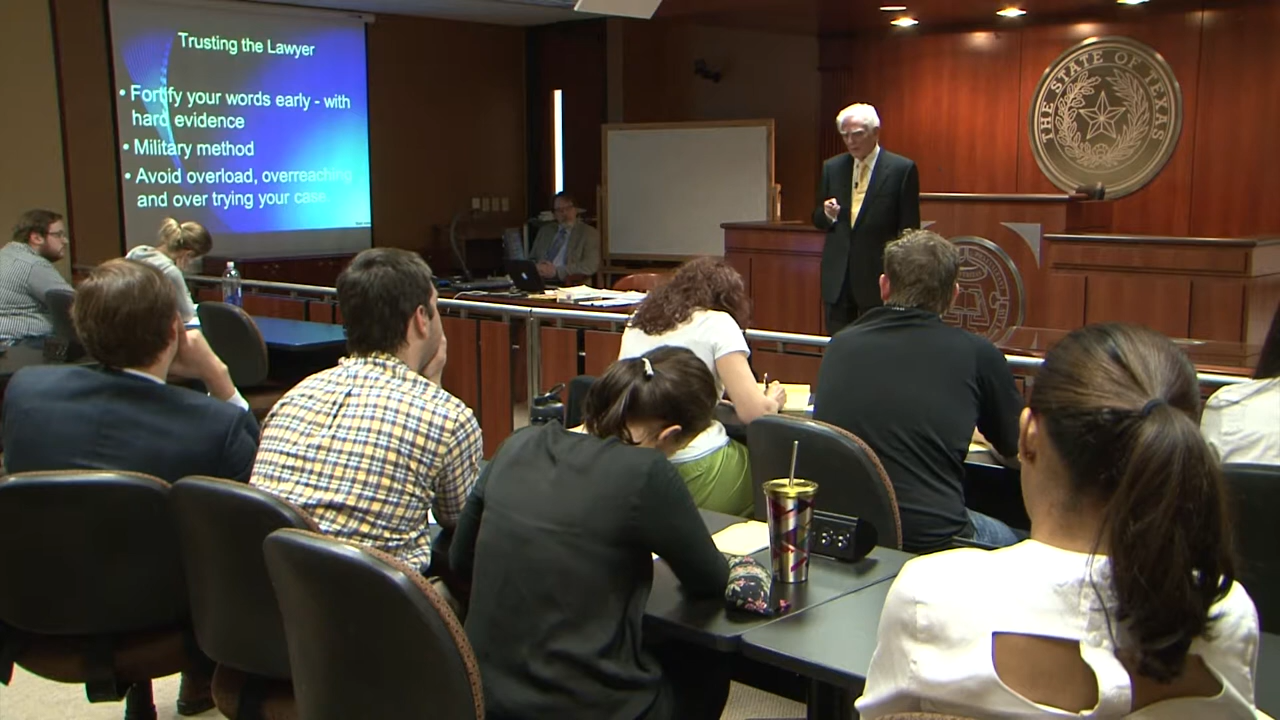 Trusting the Lawyer
• Fortify your words early - with
hard evidence
• Military method
• Avoid overload, overreaching
and over trying your case.
THE STATE OF TEXAS